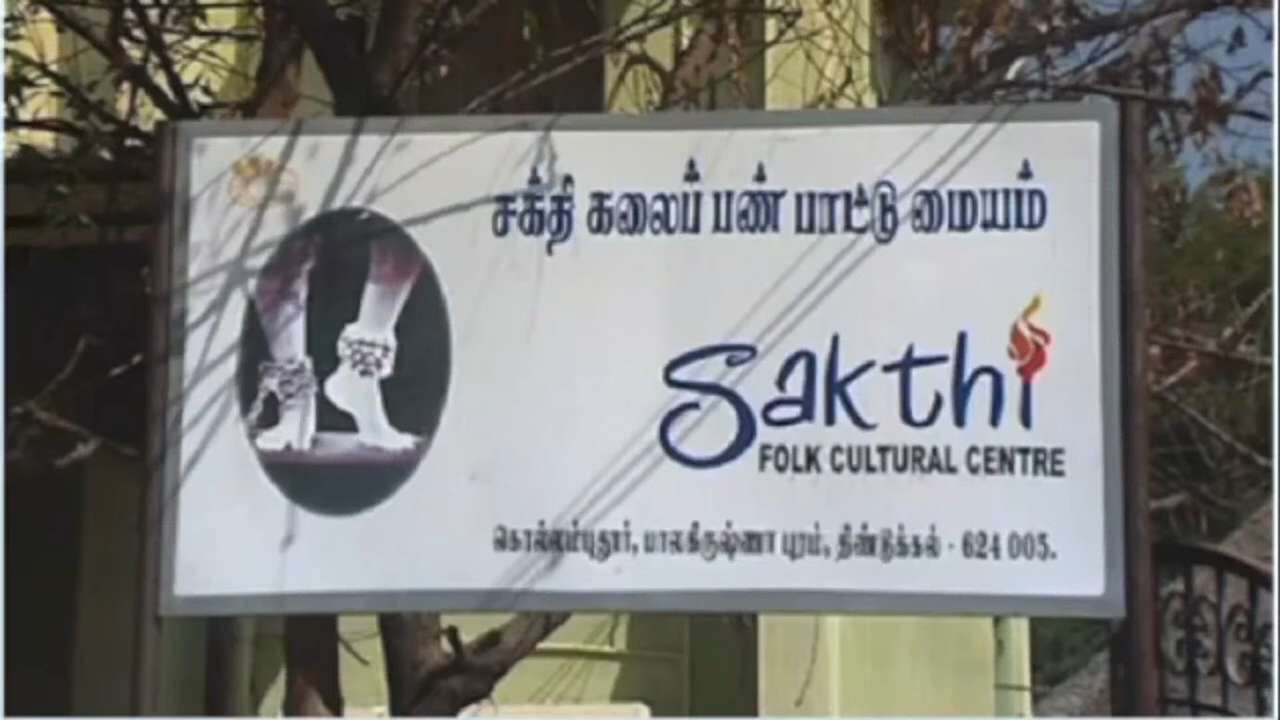 சக்தி கலைப் பண் பாட்டு மையம்
Sakthi
FOLK CULTURAL CENTRE
கொல்லம்புதூர், பாலகிருஷ்ணா புரம், திண்டுக்கல் - 624 005.